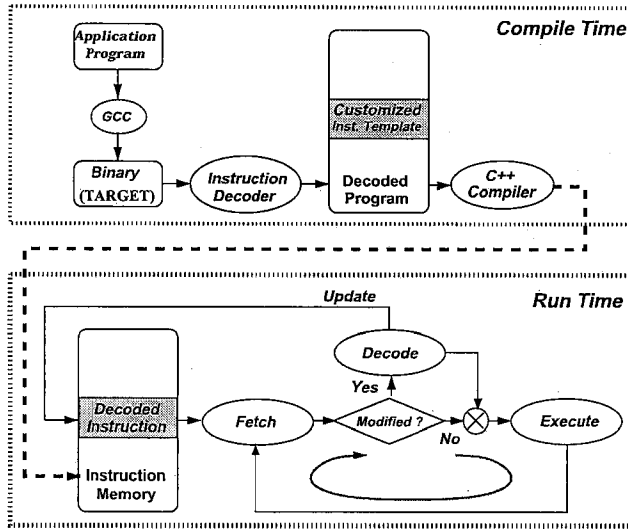 Compile Time
Application
Program
GCC
Binary
(TARGET)
Instruction
Decoder
Customized
Inst. Template
Decoded
Program
C++
Compiler
Run Time
Update
Decode
Yes
Decoded
Instruction
Fetch
Modified ?
No
Execute
Instruction
Memory